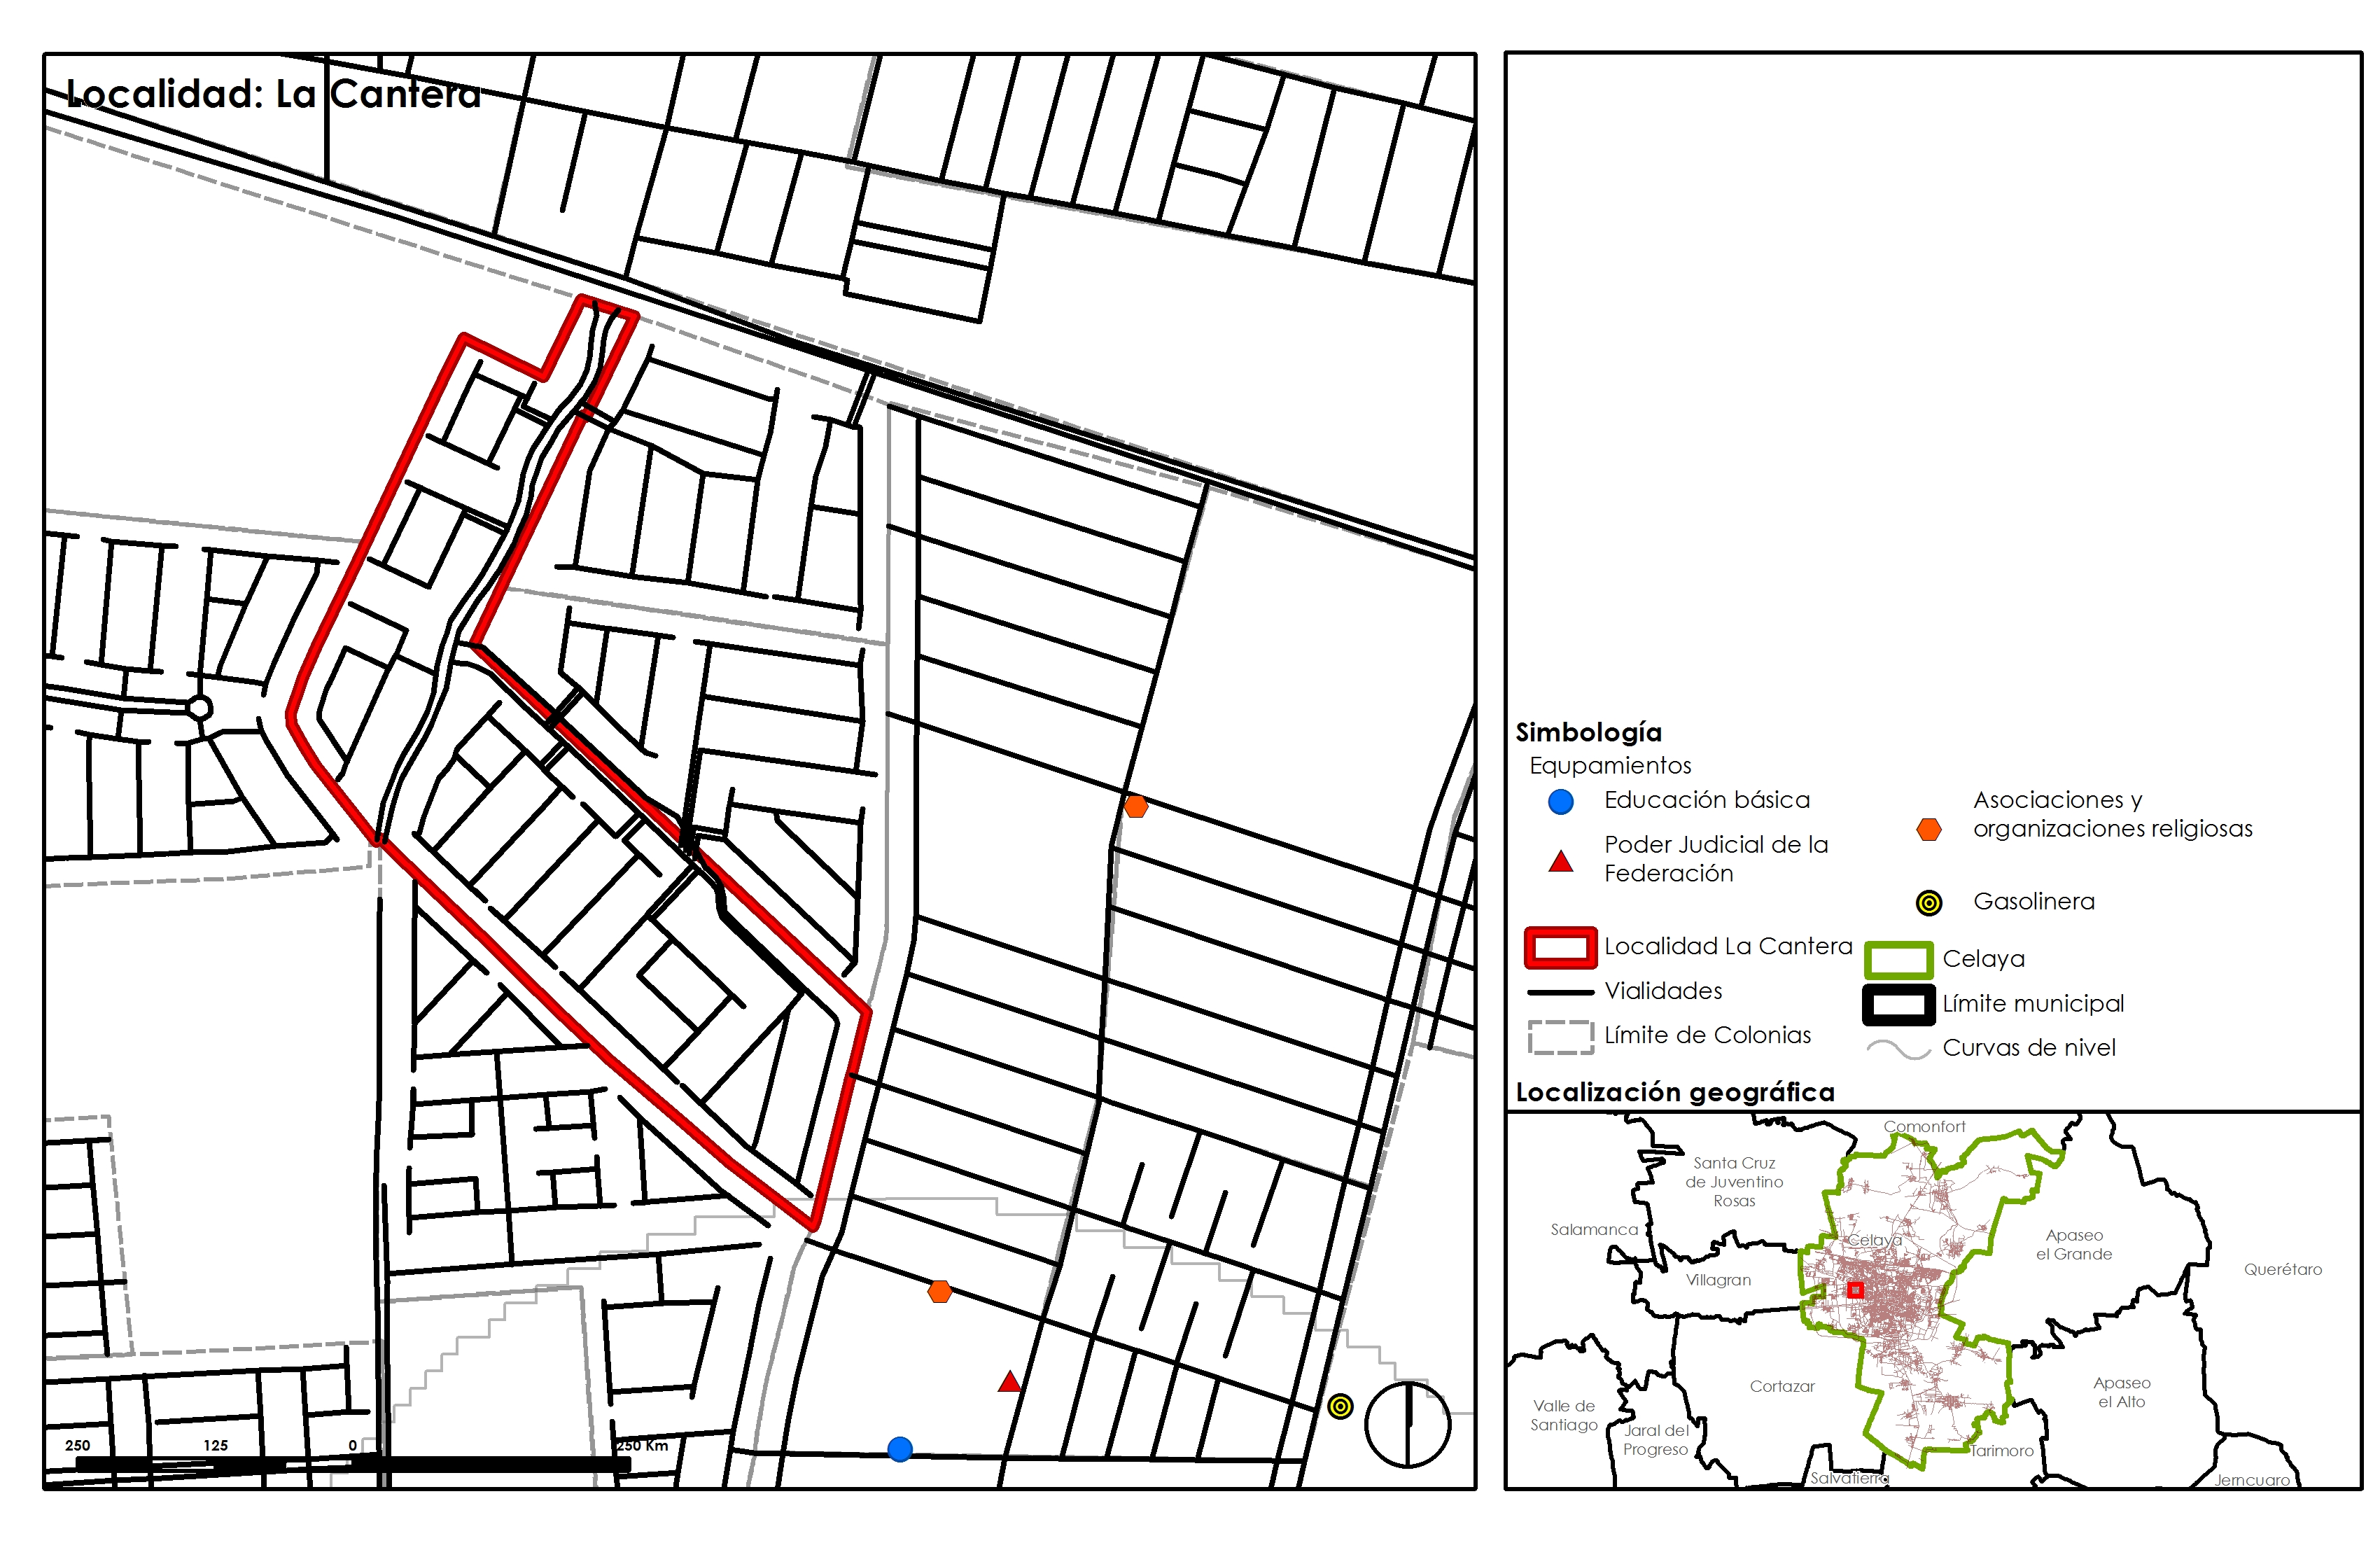 Localidad: La Cantera
250 125 0 250 Km
Simbología
Equpamientos
Educación básica
Poder Judicial de la
Federación
Asociaciones y
organizaciones religiosas
Gasolinera
Localidad La Cantera
Vialidades
Límite de Colonias
Celaya
Límite municipal
Curvas de nivel
Localización geográfica
Comonfort
Santa Cruz
de Juventino
Rosas
Salamanca
Celaya
Apaseo
el Grande
Villagran
Querétaro
Cortazar
Apaseo
el Alto
Valle de
Santiago
Jaral del
Progreso
Tarimoro
Salvatierra
Jerncuaro